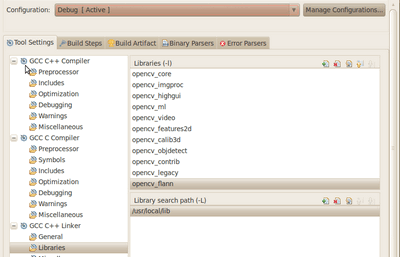 Configuration: Debug [ Active ] Manage Configurations...
Tool Settings Build Steps Build Artifact Binary Parsers Error Parsers
GCC C++ Compiler
Preprocessor
Includes
Optimization
Debugging
Warnings
Miscellaneous
GCC C Compiler
Preprocessor
Symbols
Includes
Optimization
Debugging
Warnings
Miscellaneous
GCC C++ Linker
General
Libraries
Libraries (-l)
opencv_core
opencv_imgproc
opencv_highgui
opencv_ml
opencv_video
opencv_features2d
opencv_calib3d
opencv_objdetect
opencv_contrib
opencv_legacy
opencv_flann
Library search path (-L)
/usr/local/lib